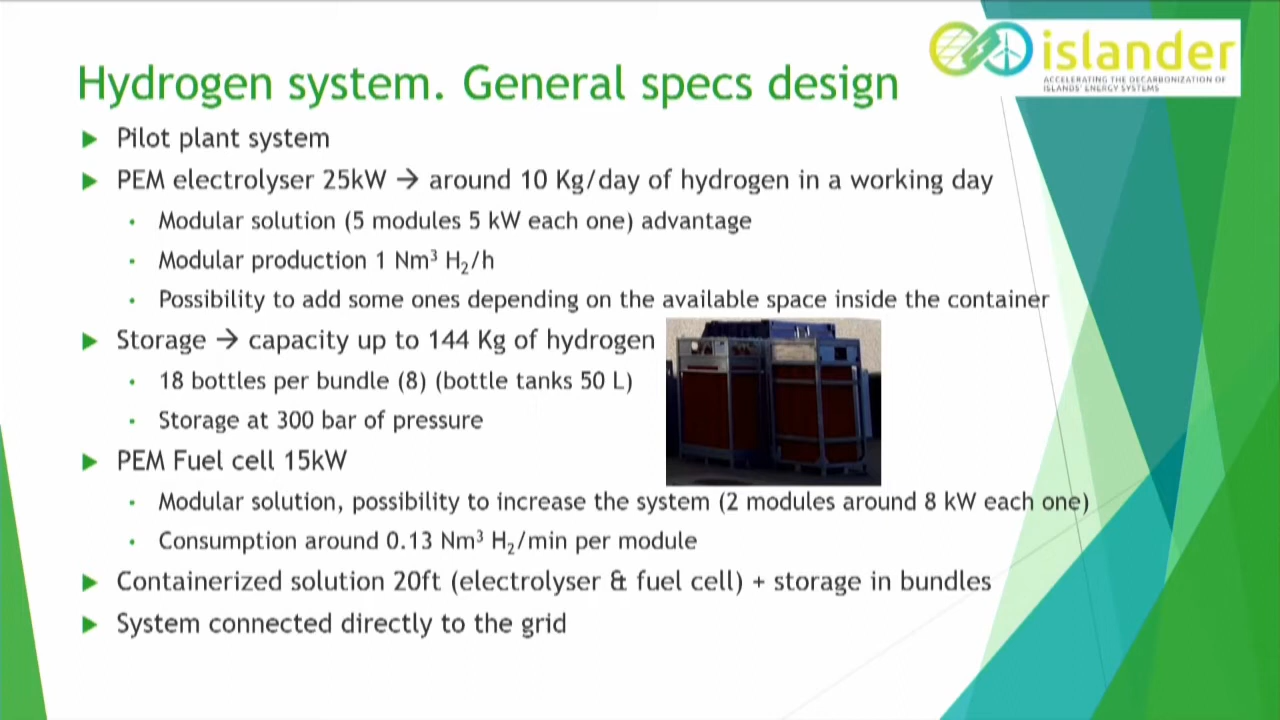 islander
ACCELERATING THE DECARBONIZATION OF
ISLANDS' ENERGY SYSTEMS
Hydrogen system. General specs design
Pilot plant system
PEM electrolyser 25kW → around 10 Kg/day of hydrogen in a working day
Modular solution (5 modules 5 kW each one) advantage
Modular production 1 Nm³ H₂/h
Possibility to add some ones depending on the available space inside the container
Storage → capacity up to 144 Kg of hydrogen
18 bottles per bundle (8) (bottle tanks 50 L)
Storage at 300 bar of pressure
PEM Fuel cell 15kW
Modular solution, possibility to increase the system (2 modules around 8 kW each one)
Consumption around 0.13 Nm³ H₂/min per module
Containerized solution 20ft (electrolyser & fuel cell) + storage in bundles
System connected directly to the grid